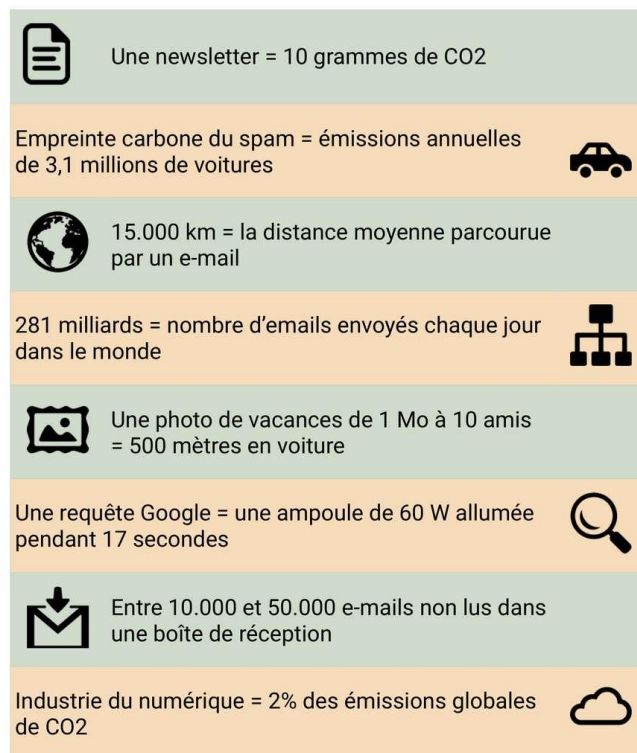 Une newsletter = 10 grammes de CO2
Empreinte carbone du spam = émissions annuelles
de 3,1 millions de voitures
15.000 km = la distance moyenne parcourue
par un e-mail
281 milliards = nombre d'emails envoyés chaque jour
dans le monde
Une photo de vacances de 1 Mo à 10 amis
= 500 mètres en voiture
Une requête Google = une ampoule de 60 W allumée
pendant 17 secondes
Entre 10.000 et 50.000 e-mails non lus dans
une boîte de réception
Industrie du numérique = 2% des émissions globales
de CO2